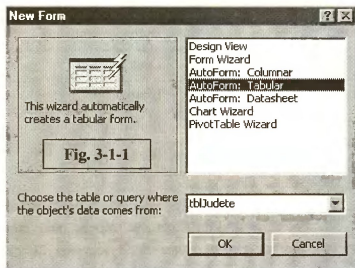 New Form
Design View
Form Wizard
AutoForm: Columnar
AutoForm: Tabular
AutoForm: Datasheet
Chart Wizard
PivotTable Wizard
This wizard automatically
creates a tabular form.
Fig. 3-1-1
Choose the table or query where
the object's data comes from:
tblJudete
OK
Cancel